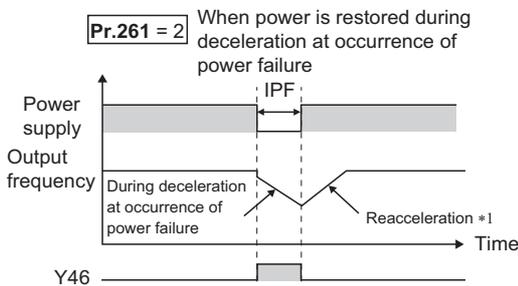 Pr.261 = 2
When power is restored during
deceleration at occurrence of
power failure
IPF
Power
supply
Output
frequency
During deceleration
at occurrence of
power failure
Reacceleration *1
Time
Y46